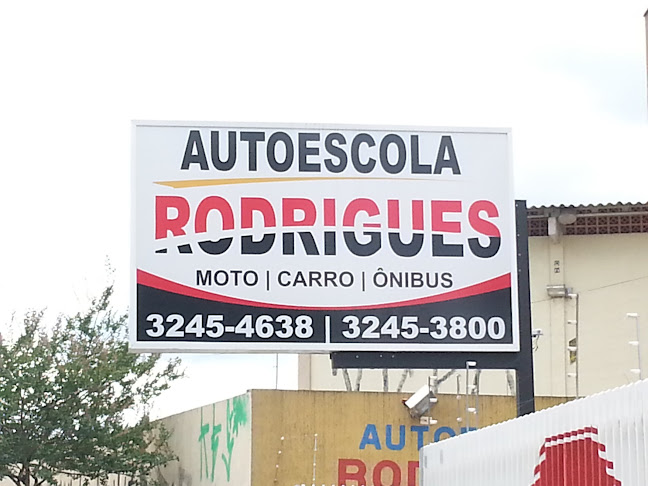 AUTOESCOLA
RODRIGUES
MOTO | CARRO | ÔNIBUS
3245-4638 | 3245-3800